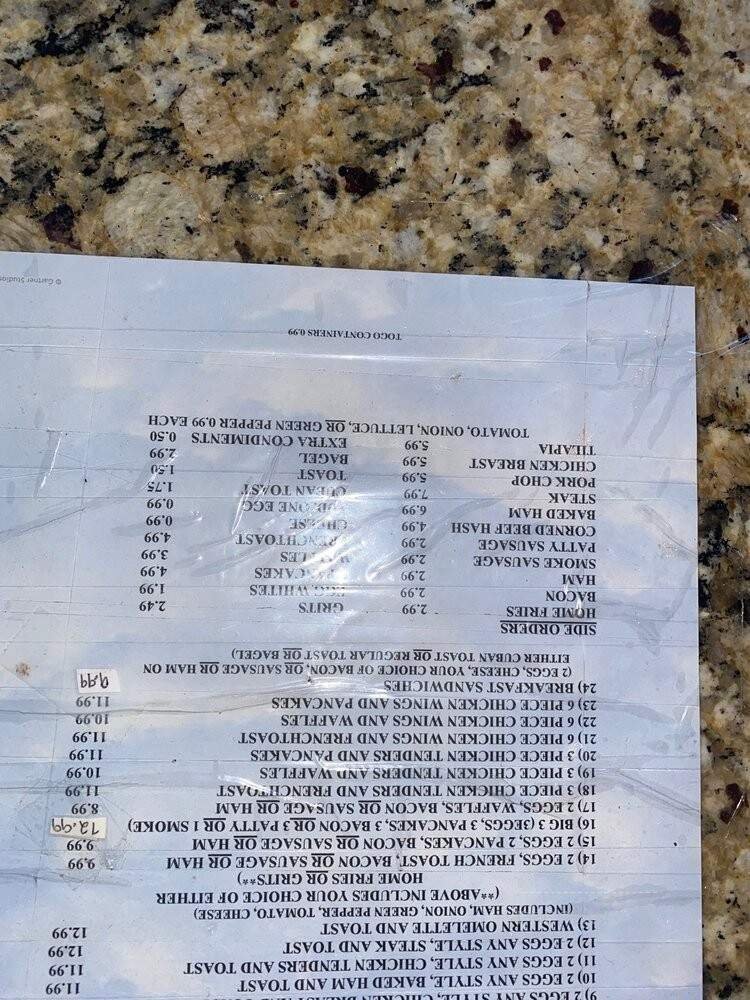 9) 2 EGGS ANY STYLE, CHICKEN BREAST AND
10) 2 EGGS ANY STYLE, BAKED HAM AND TOAST 11.99
11) 2 EGGS ANY STYLE, CHICKEN TENDERS AND TOAST 11.99
12) 2 EGGS ANY STYLE, STEAK AND TOAST 12.99
13) WESTERN OMELETTE AND TOAST 12.99
(INCLUDES HAM, ONION, GREEN PEPPER, TOMATO, CHEESE)
(**ABOVE INCLUDES YOUR CHOICE OF EITHER
HOME FRIES OR GRITS**)
14) 2 EGGS, FRENCH TOAST, BACON OR SAUSAGE OR HAM 9.99
15) 2 EGGS, 2 PANCAKES, BACON OR SAUSAGE OR HAM 9.99
16) BIG 3 (3EGGS, 3 PANCAKES, 3 BACON OR 3 PATTY OR 1 SMOKE) 12.99
17) 2 EGGS, WAFFLES, BACON OR SAUSAGE OR HAM 8.99
18) 3 PIECE CHICKEN TENDERS AND FRENCHTOAST 11.99
19) 3 PIECE CHICKEN TENDERS AND WAFFLES 10.99
20) 3 PIECE CHICKEN TENDERS AND PANCAKES 11.99
21) 6 PIECE CHICKEN WINGS AND FRENCHTOAST 11.99
22) 6 PIECE CHICKEN WINGS AND WAFFLES 10.99
23) 6 PIECE CHICKEN WINGS AND PANCAKES 11.99
24) BREAKFAST SANDWICHES 9.99
(2 EGGS, CHEESE, YOUR CHOICE OF BACON, OR SAUSAGE OR HAM ON
EITHER CUBAN TOAST OR REGULAR TOAST OR BAGEL)
SIDE ORDERS
HOME FRIES 2.99 GRITS 2.49
BACON 2.99 EGG WHITES 1.99
HAM 2.99 PANCAKES 4.99
SMOKE SAUSAGE 2.99 WAFFLES 3.99
PATTY SAUSAGE 2.99 FRENCHTOAST 4.99
CORNED BEEF HASH 4.99 CHEESE 0.99
BAKED HAM 6.99 ADD ONE EGG 0.99
STEAK 7.99 CUBAN TOAST 1.75
PORK CHOP 5.99 TOAST 1.50
CHICKEN BREAST 5.99 BAGEL 2.99
TILAPIA 5.99 EXTRA CONDIMENTS 0.50
TOMATO, ONION, LETTUCE, OR GREEN PEPPER 0.99 EACH
TOGO CONTAINERS 0.99
© Gartner Studios